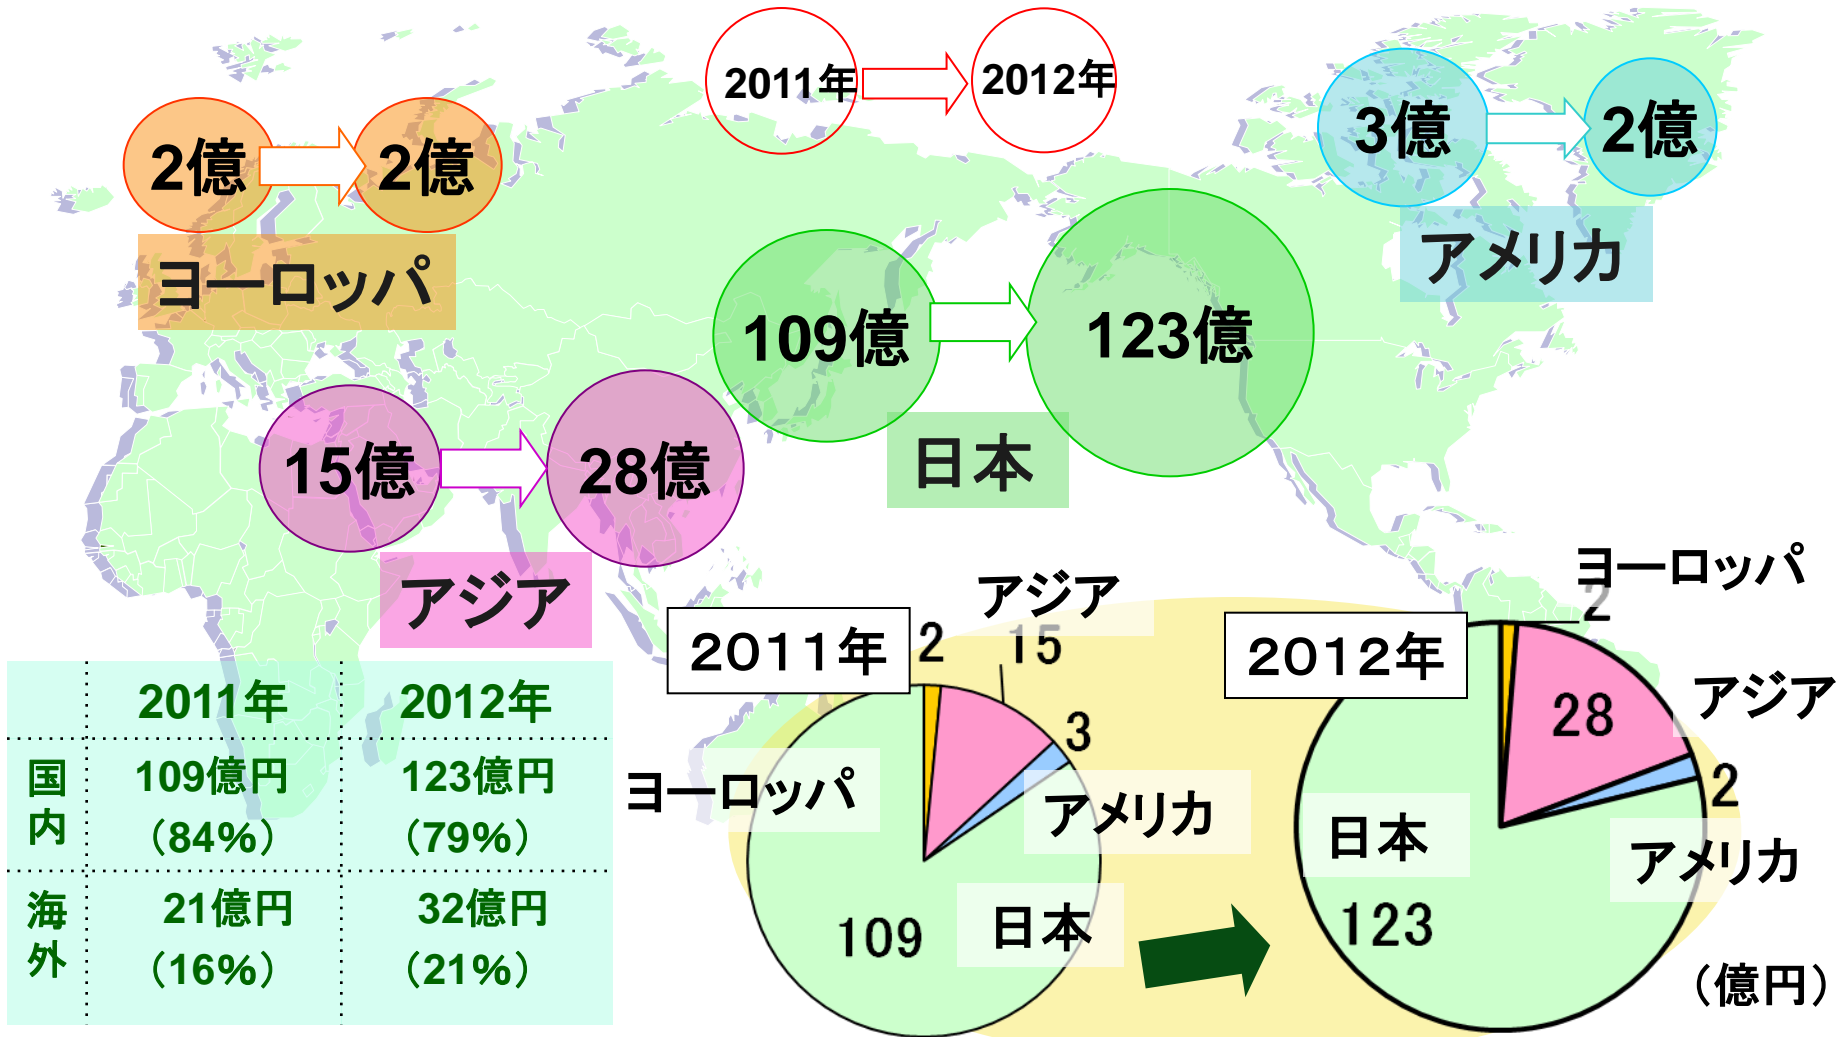 2011年
2012年
2億
2億
ヨーロッパ
3億
2億
アメリカ
109億
123億
日本
15億
28億
アジア
2011年 2012年
国内 109億円 123億円
（84%） （79%）
海外 21億円 32億円
（16%） （21%）
２０１１年
2
アジア
15
3
ヨーロッパ
アメリカ
109
日本
２０１２年
ヨーロッパ
2
アジア
28
2
アメリカ
日本
123
（億円）